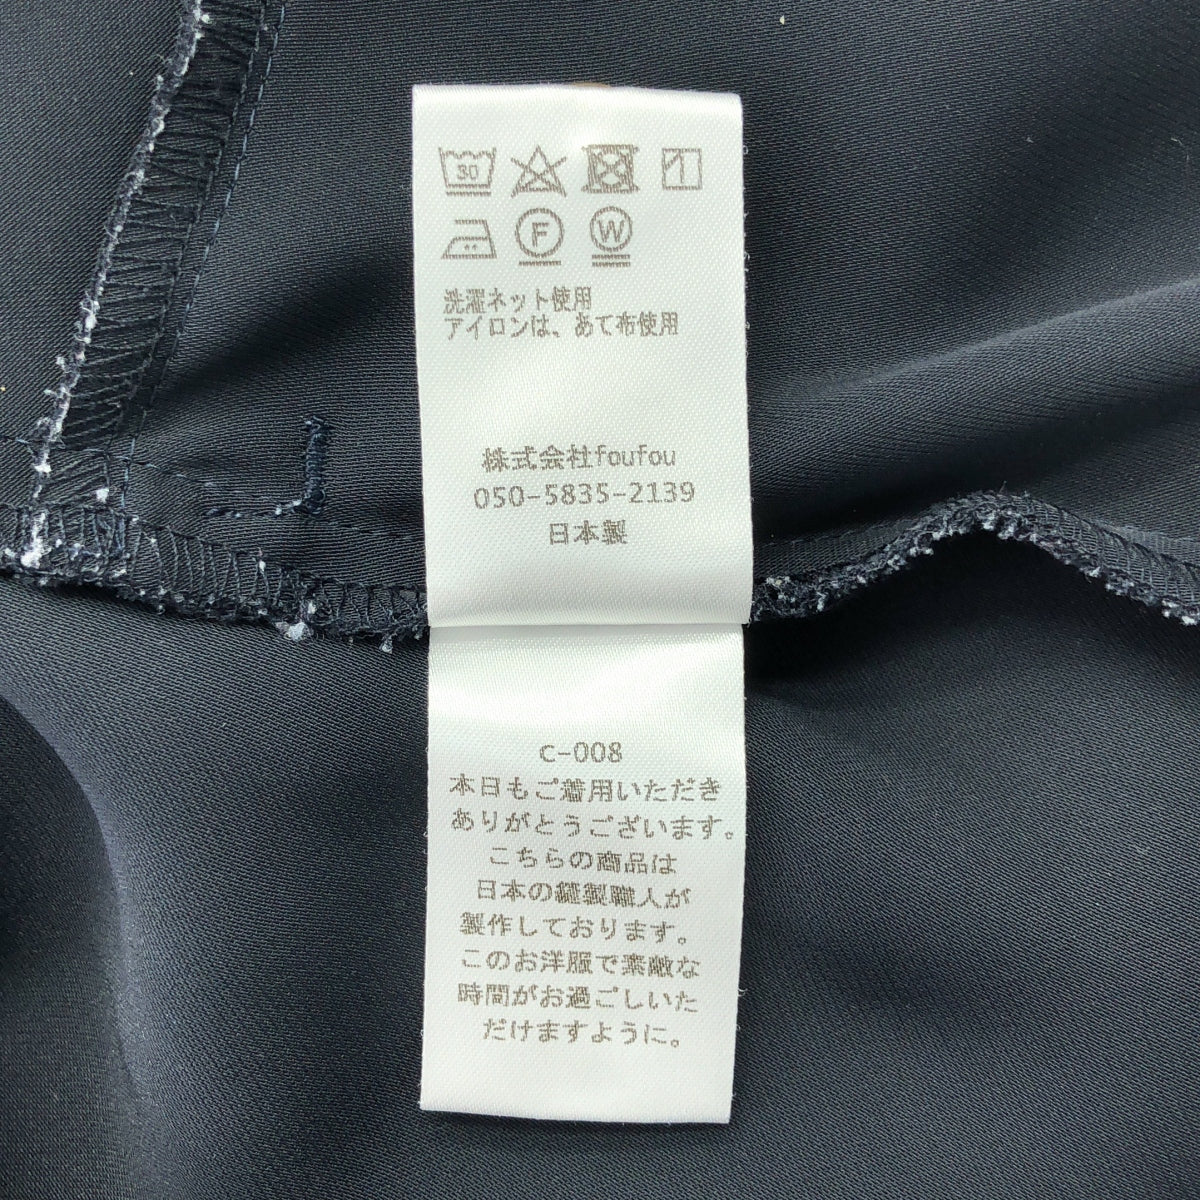 30
F W
洗濯ネット使用
アイロンは、あて布使用
株式会社foufou
050-5835-2139
日本製
C-008
本日もご着用いただき
ありがとうございます。
こちらの商品は
日本の縫製職人が
製作しております。
このお洋服で素敵な
時間がお過ごしいた
だけますように。